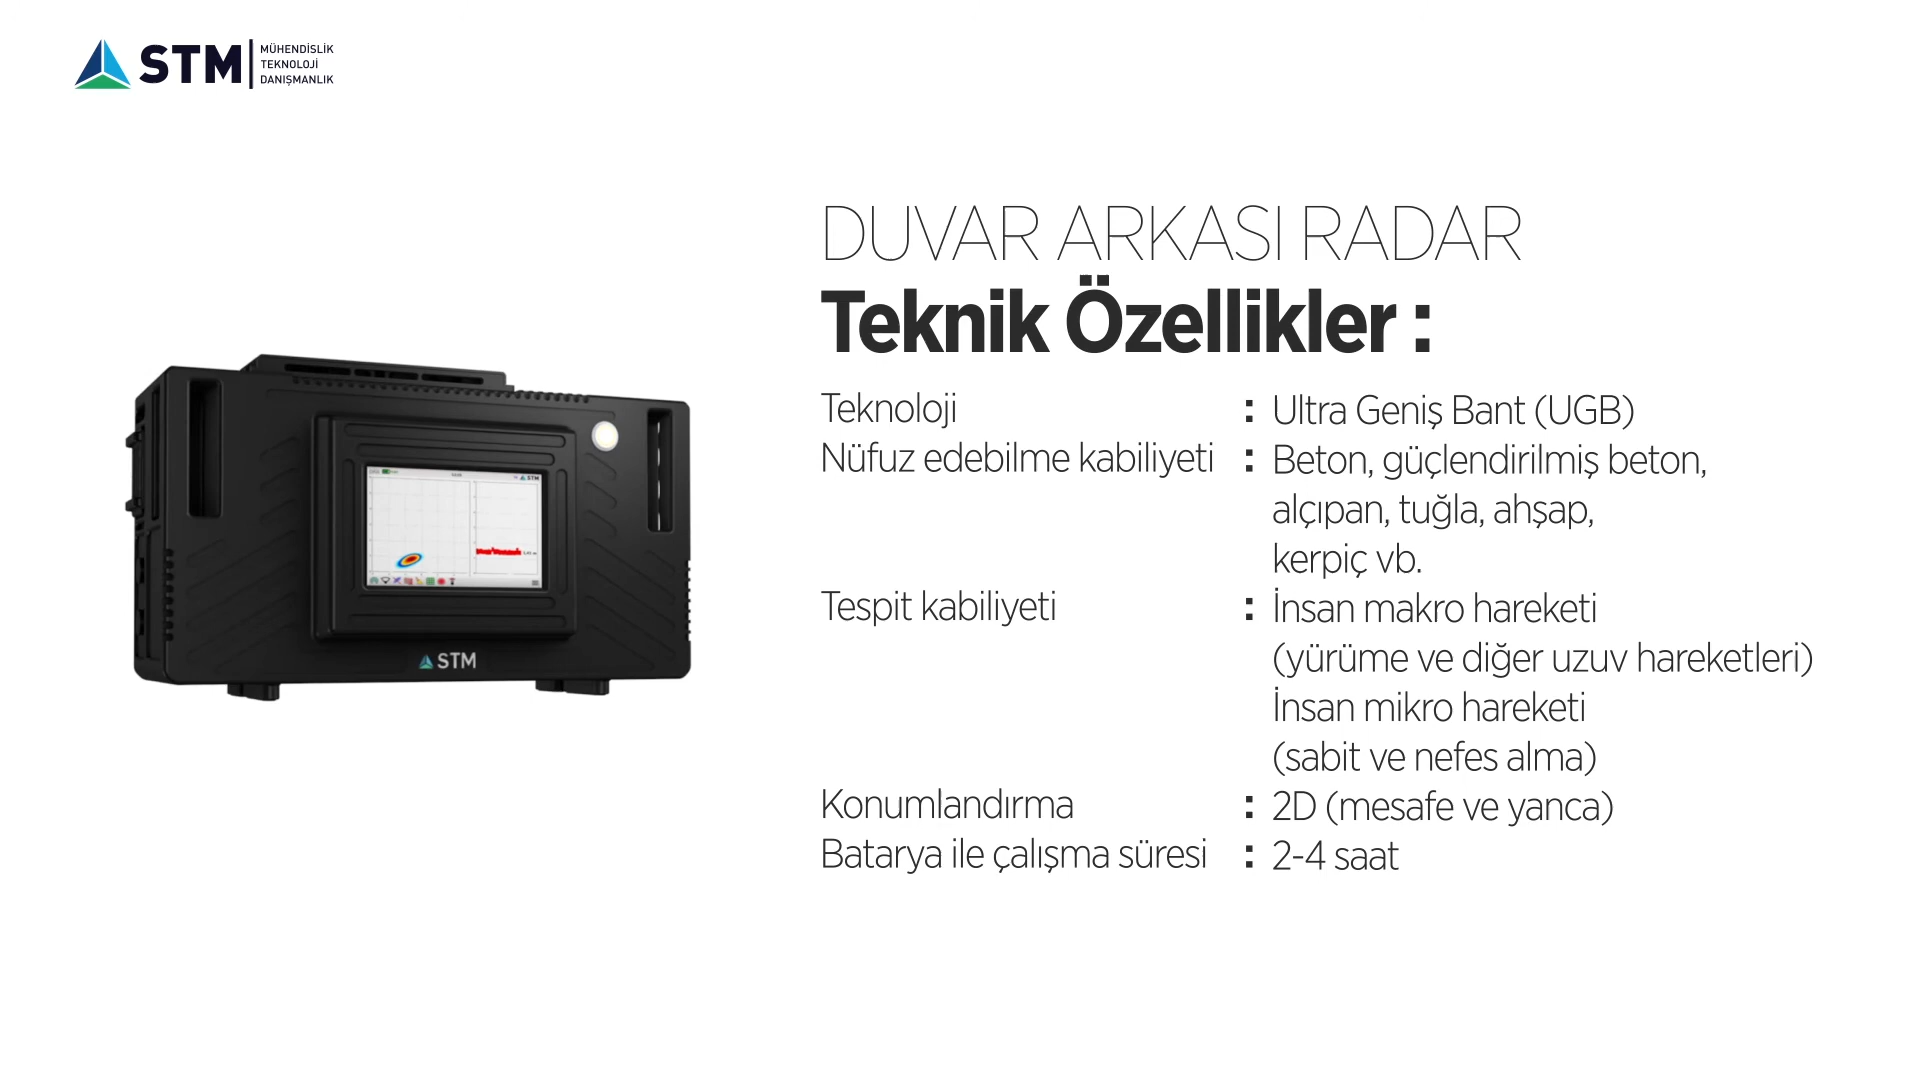 STM
MÜHENDİSLİK
TEKNOLOJİ
DANIŞMANLIK
DUVAR ARKASI RADAR
Teknik Özellikler :
Teknoloji : Ultra Geniş Bant (UGB)
Nüfuz edebilme kabiliyeti : Beton, güçlendirilmiş beton,
alçıpan, tuğla, ahşap,
kerpiç vb.
Tespit kabiliyeti : İnsan makro hareketi
(yürüme ve diğer uzuv hareketleri)
İnsan mikro hareketi
(sabit ve nefes alma)
Konumlandırma : 2D (mesafe ve yanca)
Batarya ile çalışma süresi : 2-4 saat
STM
STM